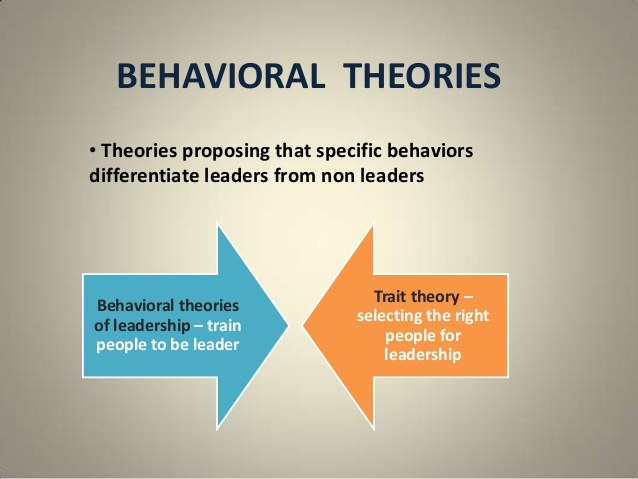 BEHAVIORAL THEORIES
• Theories proposing that specific behaviors
differentiate leaders from non leaders
Behavioral theories
of leadership – train
people to be leader
Trait theory –
selecting the right
people for
leadership